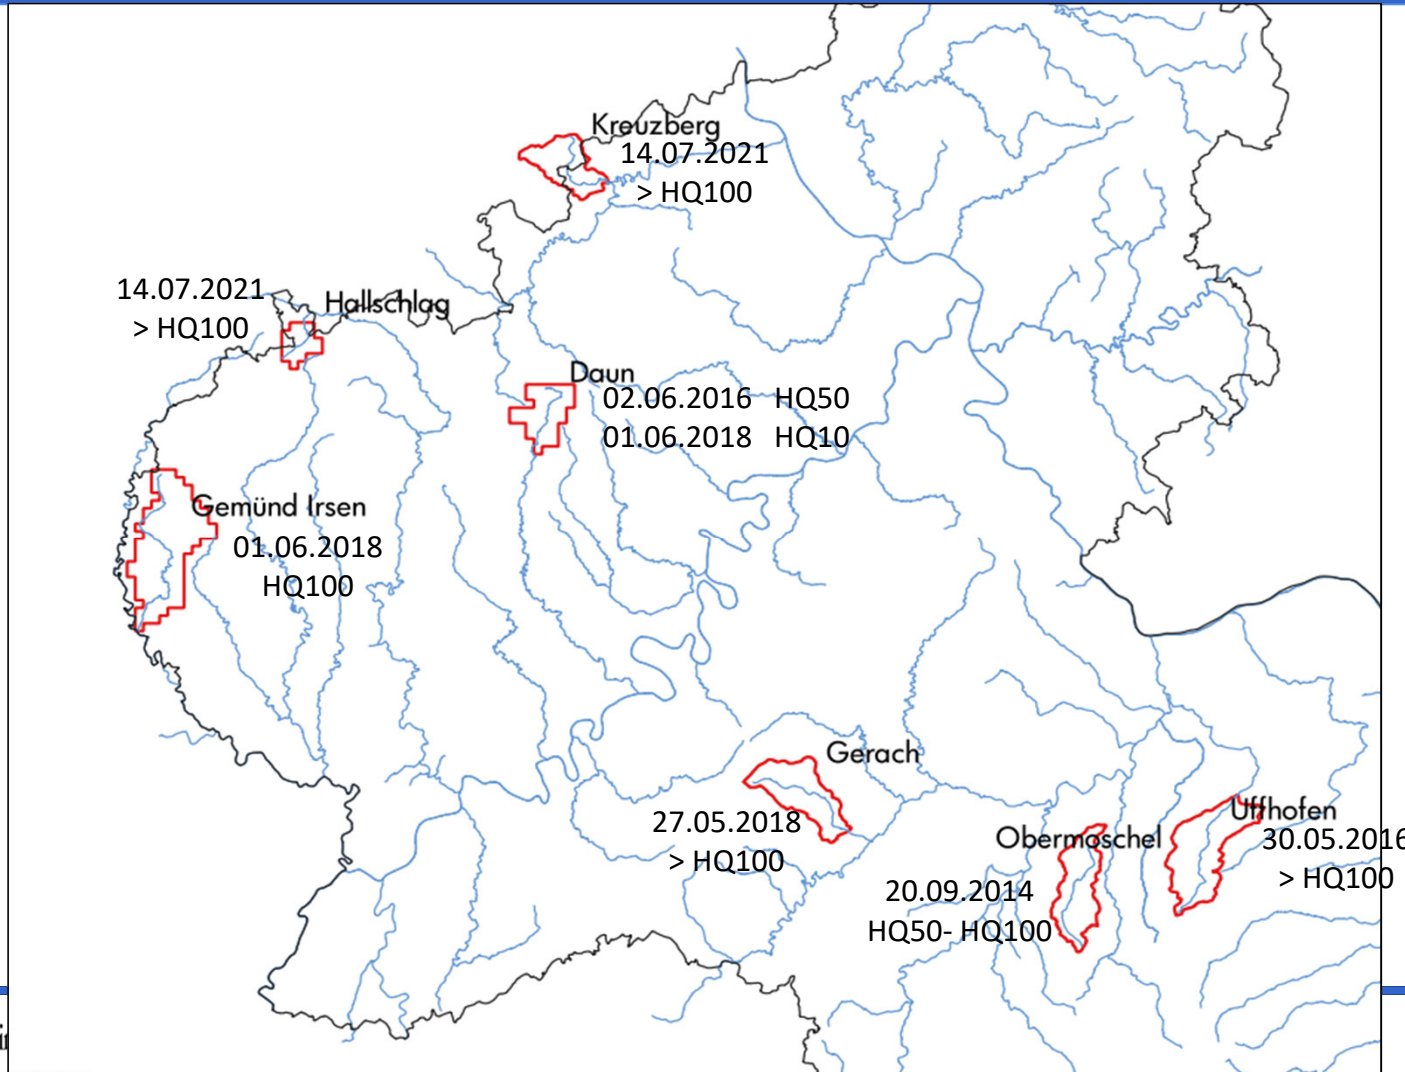 Kreuzberg
14.07.2021
> HQ100
14.07.2021
> HQ100
Hallschlag
Daun
02.06.2016 HQ50
01.06.2018 HQ10
Gemünd Irsen
01.06.2018
HQ100
Gerach
27.05.2018
> HQ100
Obermoschel
20.09.2014
HQ50- HQ100
Uffhofen
30.05.2016
> HQ100